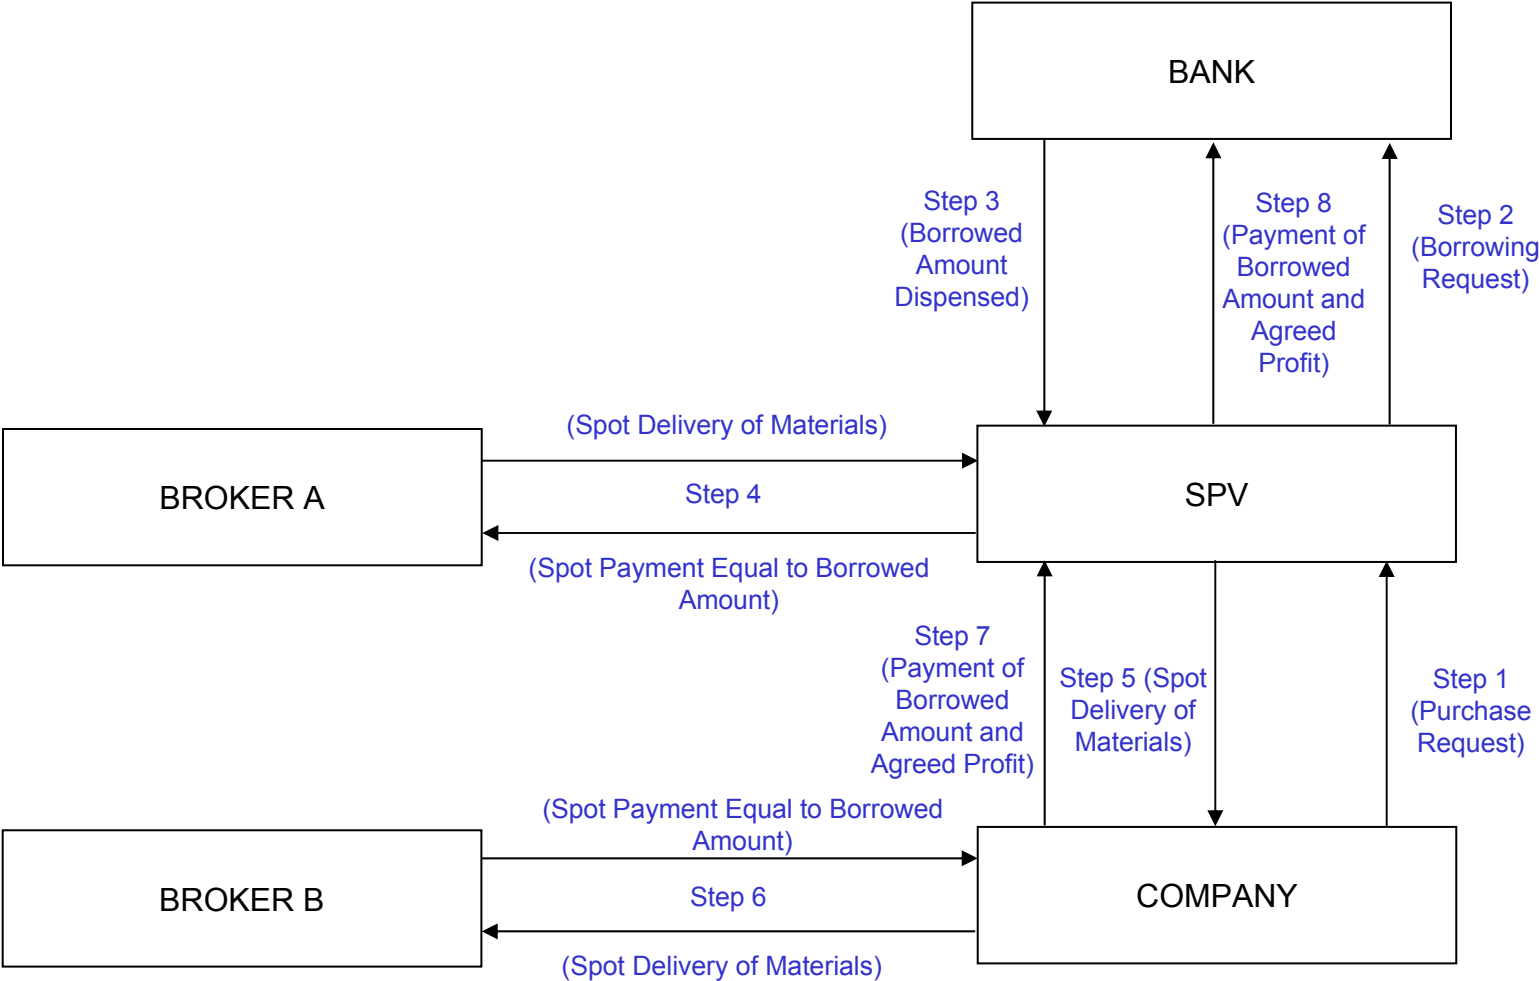 BANK
Step 3
(Borrowed
Amount
Dispensed)
Step 8
(Payment of
Borrowed
Amount and
Agreed
Profit)
Step 2
(Borrowing
Request)
(Spot Delivery of Materials)
BROKER A
Step 4
SPV
(Spot Payment Equal to Borrowed
Amount)
Step 7
(Payment of
Borrowed
Amount and
Agreed Profit)
Step 5 (Spot
Delivery of
Materials)
Step 1
(Purchase
Request)
(Spot Payment Equal to Borrowed
Amount)
BROKER B
Step 6
COMPANY
(Spot Delivery of Materials)